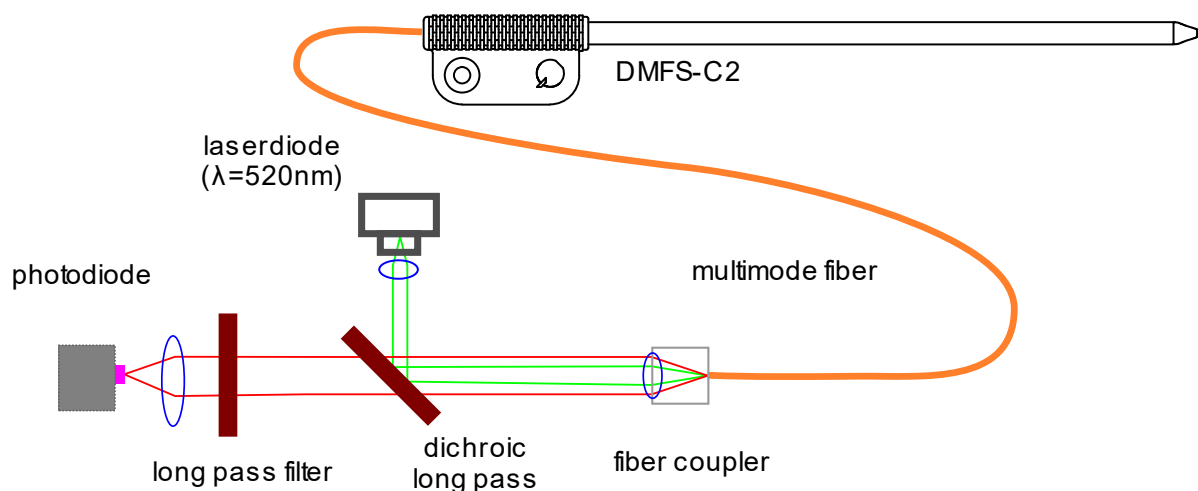 DMFS-C2
laserdiode
(λ=520nm)
multimode fiber
photodiode
long pass filter
dichroic
long pass
fiber coupler